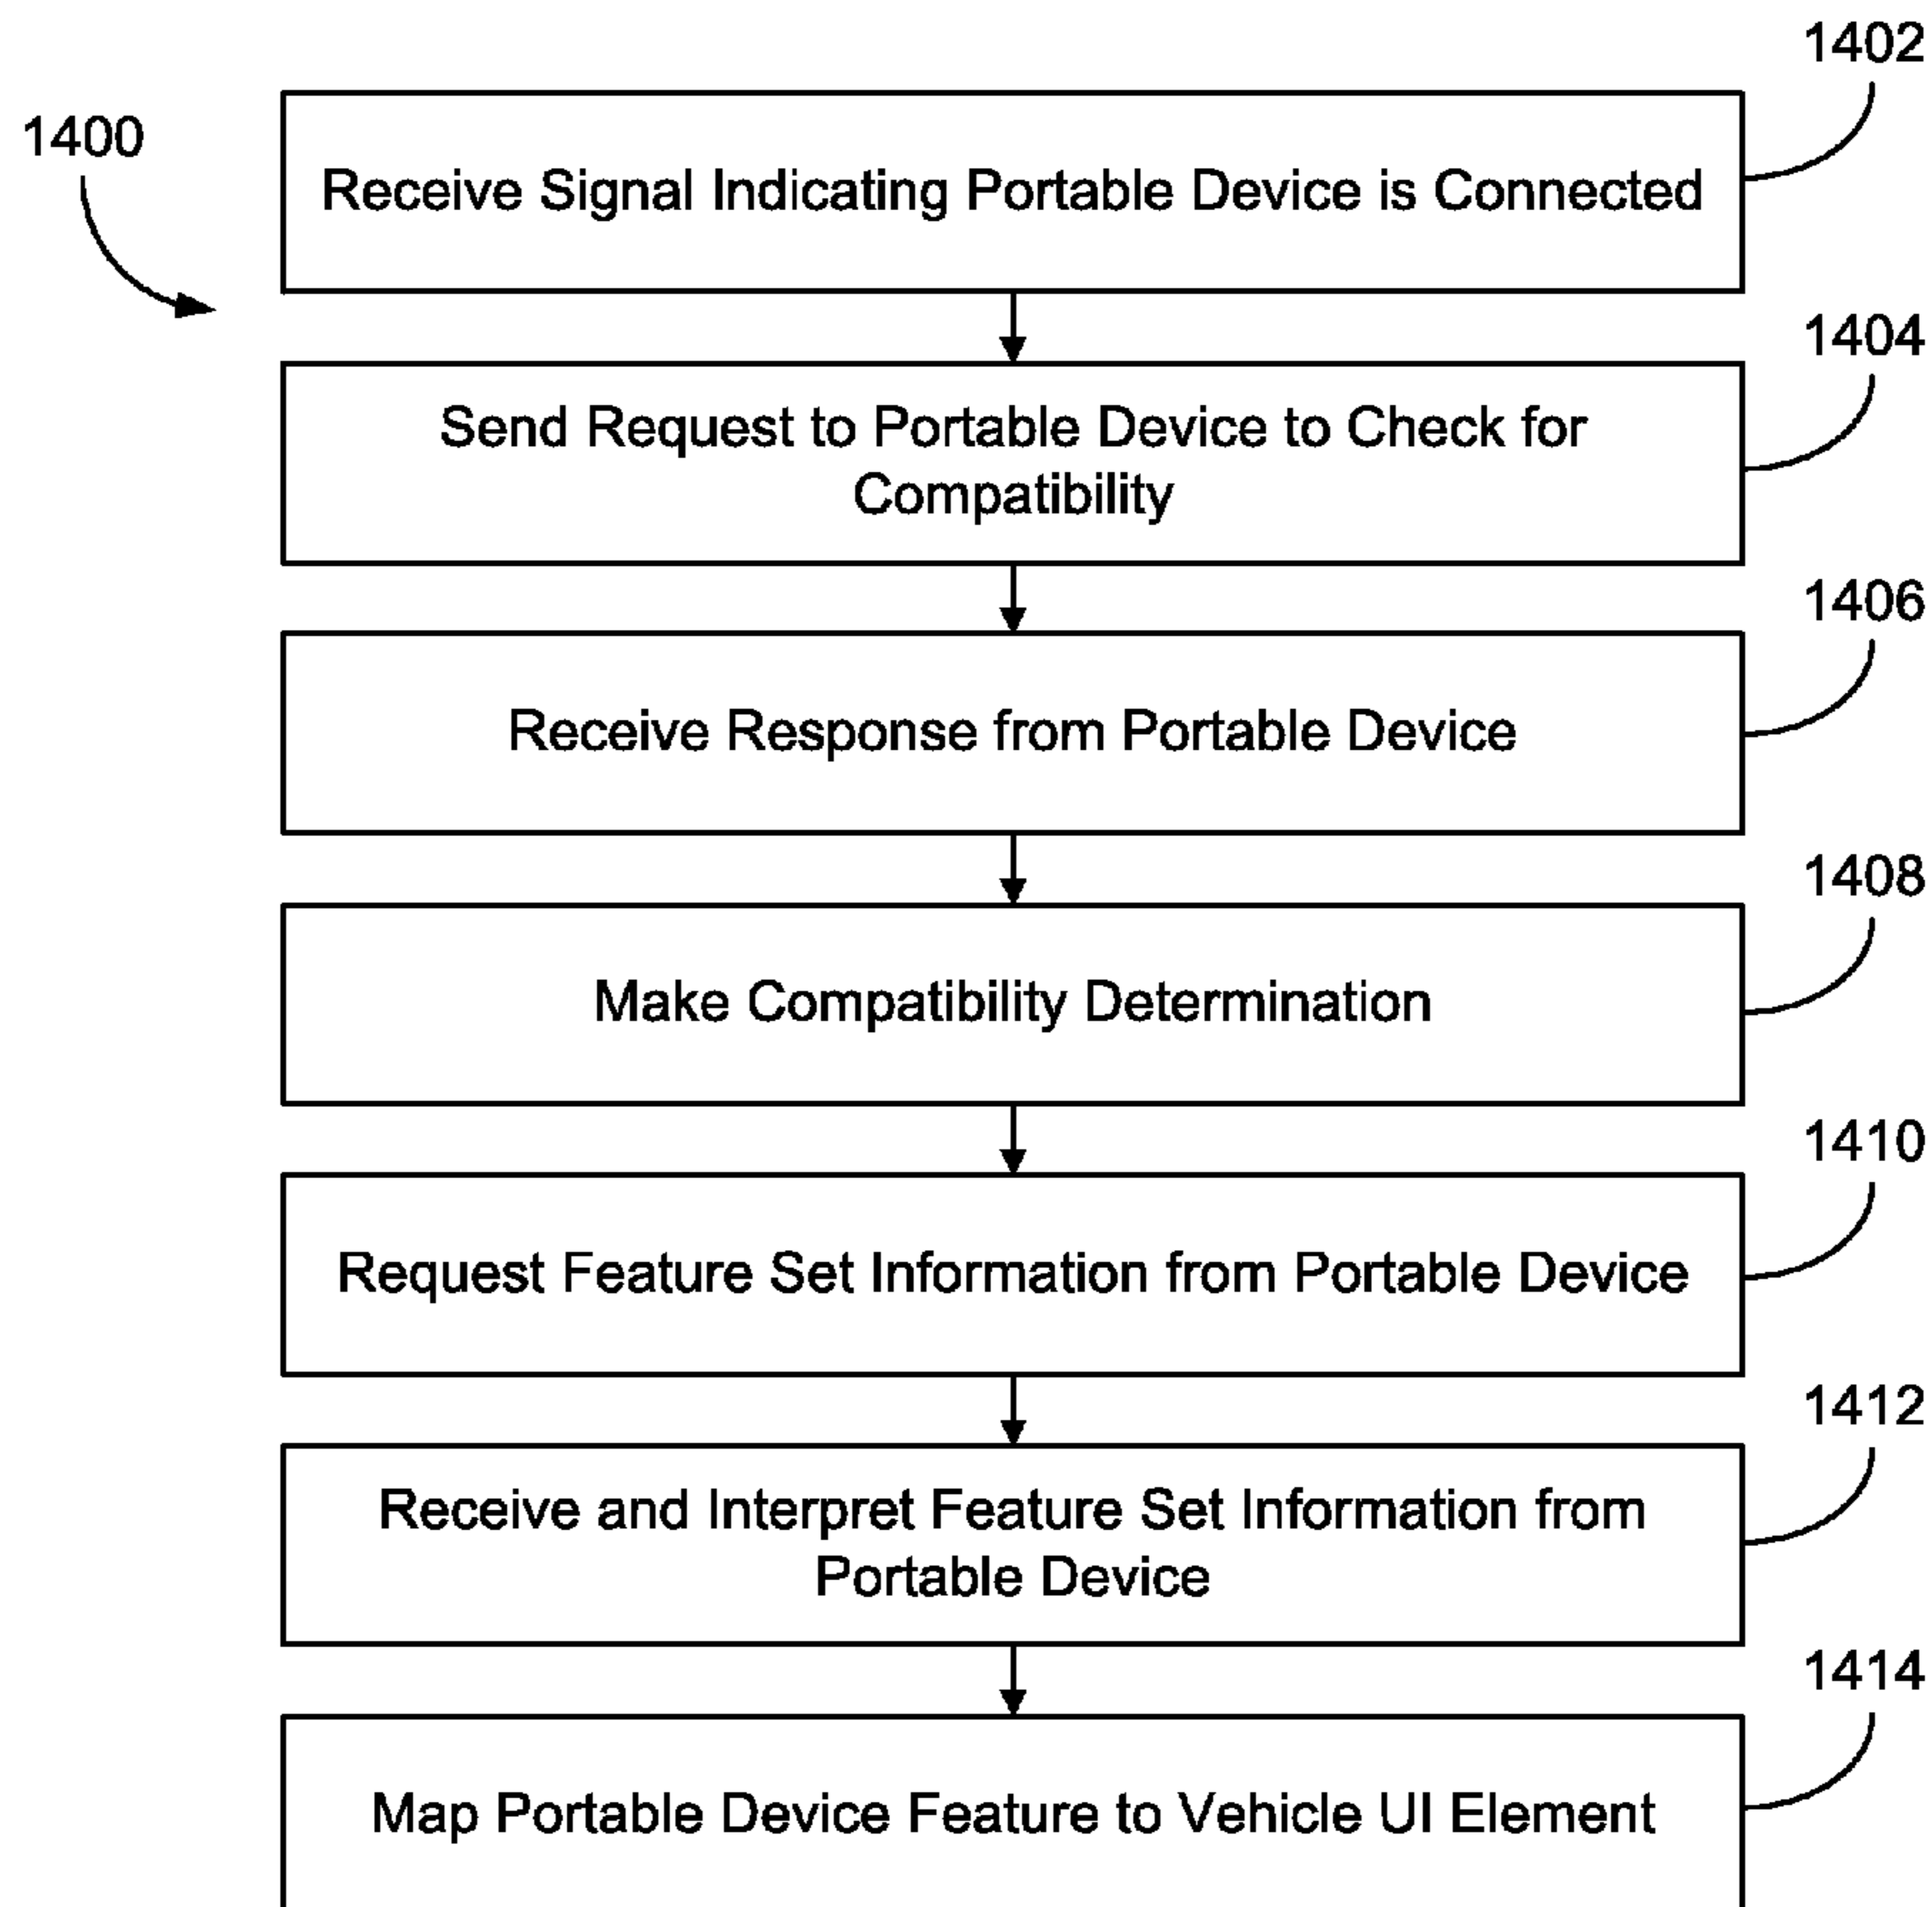 1402
1400
Receive Signal Indicating Portable Device is Connected
1404
Send Request to Portable Device to Check for
Compatibility
1406
Receive Response from Portable Device
1408
Make Compatibility Determination
1410
Request Feature Set Information from Portable Device
1412
Receive and Interpret Feature Set Information from
Portable Device
1414
Map Portable Device Feature to Vehicle UI Element